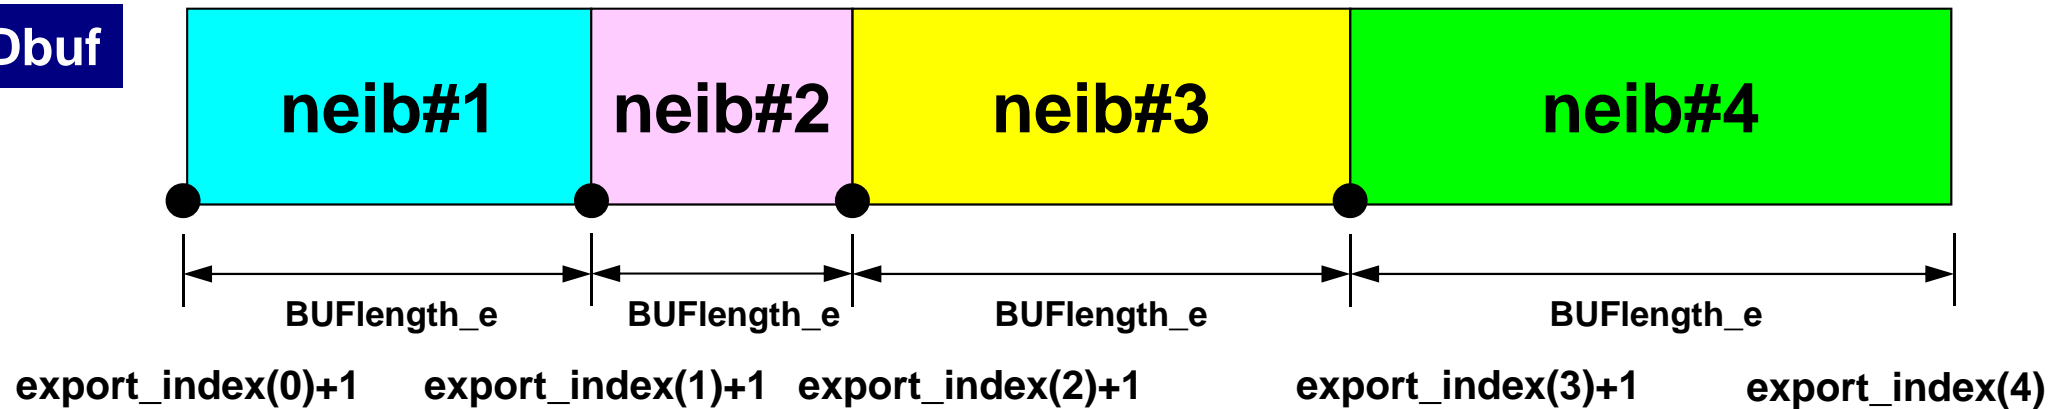 Dbuf
neib#1 neib#2 neib#3 neib#4
BUFlength_e BUFlength_e BUFlength_e BUFlength_e
export_index(0)+1 export_index(1)+1 export_index(2)+1 export_index(3)+1 export_index(4)